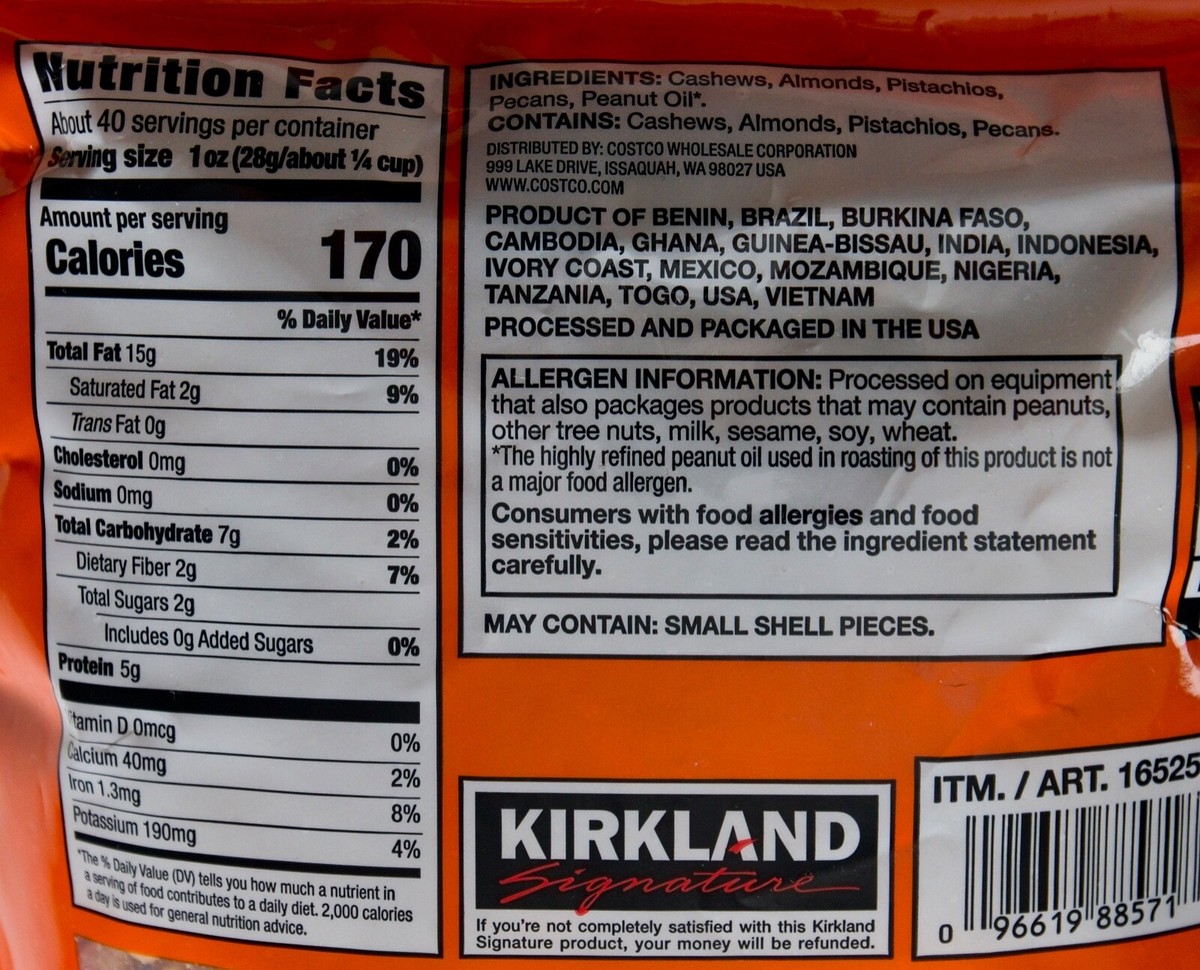 Nutrition Facts
About 40 servings per container
Serving size 1 oz (28g/about ¼ cup)
Amount per serving
Calories 170
% Daily Value*
Total Fat 15g 19%
Saturated Fat 2g 9%
Trans Fat 0g
Cholesterol 0mg 0%
Sodium 0mg 0%
Total Carbohydrate 7g 2%
Dietary Fiber 2g 7%
Total Sugars 2g
Includes 0g Added Sugars 0%
Protein 5g
tamin D 0mcg 0%
Calcium 40mg 2%
Iron 1.3mg 8%
Potassium 190mg 4%
*The % Daily Value (DV) tells you how much a nutrient in
a serving of food contributes to a daily diet. 2,000 calories
a day is used for general nutrition advice.
INGREDIENTS: Cashews, Almonds, Pistachios,
Pecans, Peanut Oil*.
CONTAINS: Cashews, Almonds, Pistachios, Pecans.
DISTRIBUTED BY: COSTCO WHOLESALE CORPORATION
999 LAKE DRIVE, ISSAQUAH, WA 98027 USA
WWW.COSTCO.COM
PRODUCT OF BENIN, BRAZIL, BURKINA FASO,
CAMBODIA, GHANA, GUINEA-BISSAU, INDIA, INDONESIA,
IVORY COAST, MEXICO, MOZAMBIQUE, NIGERIA,
TANZANIA, TOGO, USA, VIETNAM
PROCESSED AND PACKAGED IN THE USA
ALLERGEN INFORMATION: Processed on equipment
that also packages products that may contain peanuts,
other tree nuts, milk, sesame, soy, wheat.
*The highly refined peanut oil used in roasting of this product is not
a major food allergen.
Consumers with food allergies and food
sensitivities, please read the ingredient statement
carefully.
MAY CONTAIN: SMALL SHELL PIECES.
KIRKLAND
Signature
If you're not completely satisfied with this Kirkland
Signature product, your money will be refunded.
ITM. / ART. 16525
0 96619 88571